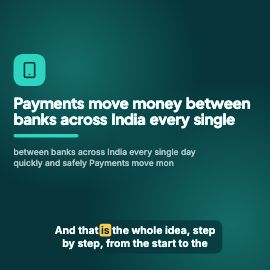 Payments move money between
banks across India every single
between banks across India every single day
quickly and safely Payments move mon
And that is the whole idea, step
by step, from the start to the